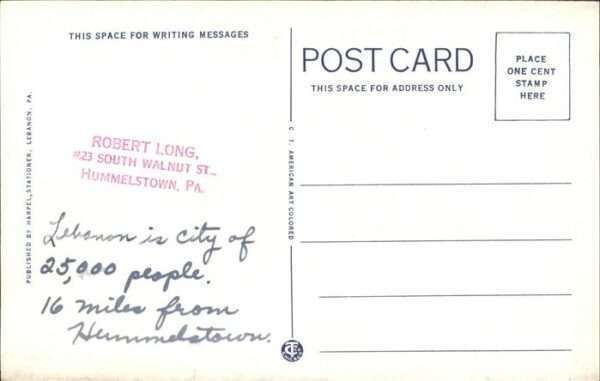 THIS SPACE FOR WRITING MESSAGES
POST CARD
THIS SPACE FOR ADDRESS ONLY
PLACE
ONE CENT
STAMP
HERE
PUBLISHED BY HARPEL, STATIONER, LEBANON, PA.
C. T. AMERICAN ART COLORED
ROBERT LONG,
#23 SOUTH WALNUT ST.,
HUMMELSTOWN, PA.
Lebanon is city of
25,000 people.
16 miles from
Hummelstown.